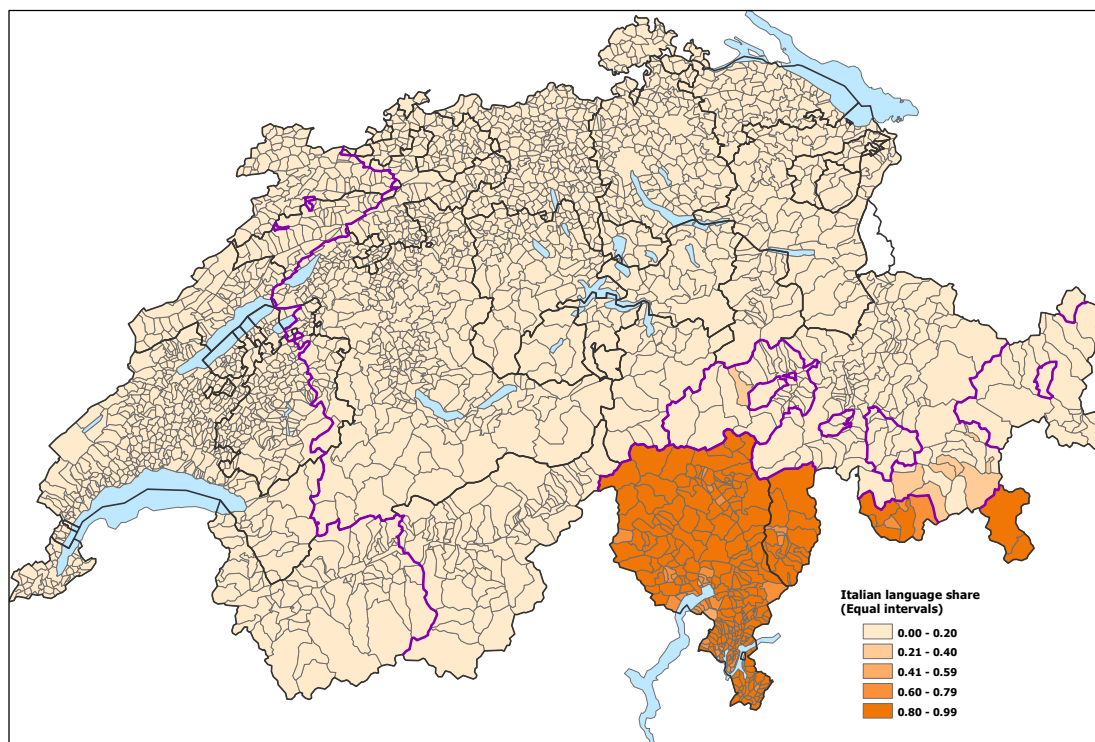 Italian language share
(Equal intervals)
0.00 - 0.20
0.21 - 0.40
0.41 - 0.59
0.60 - 0.79
0.80 - 0.99